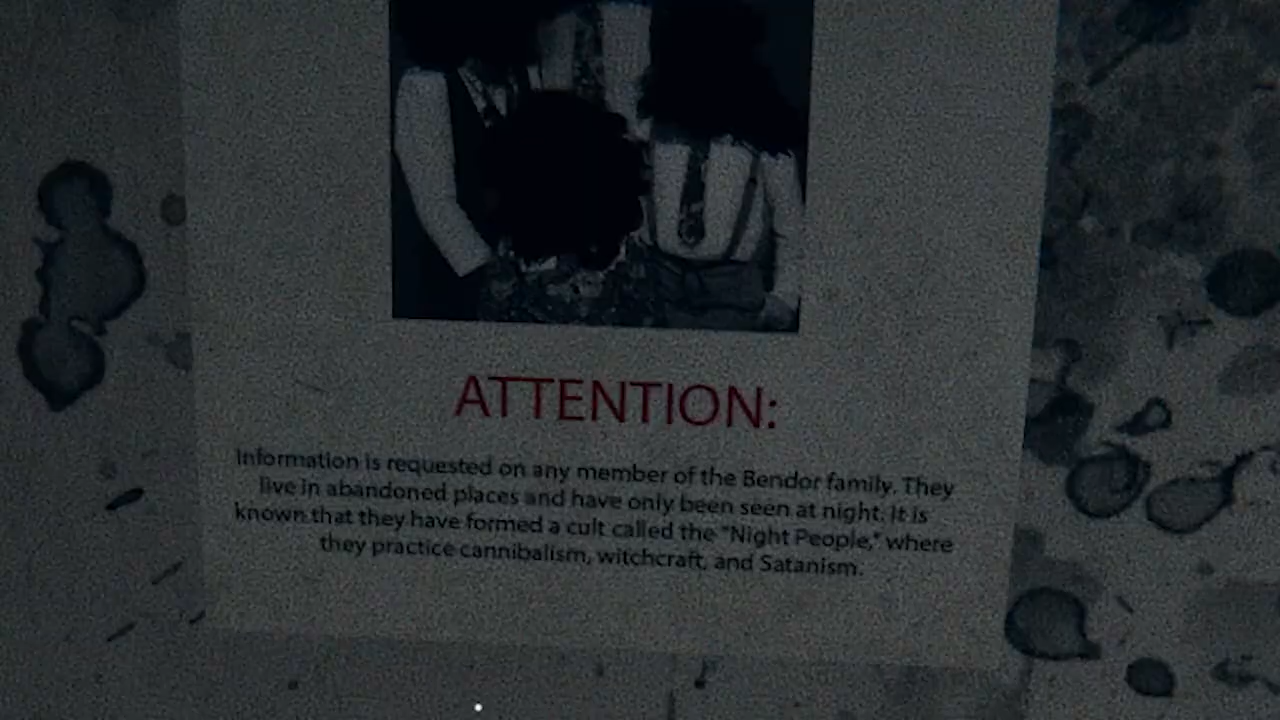 ATTENTION:
Information is requested on any member of the Bendor family. They
live in abandoned places and have only been seen at night. It is
known that they have formed a cult called the "Night People," where
they practice cannibalism, witchcraft, and Satanism.